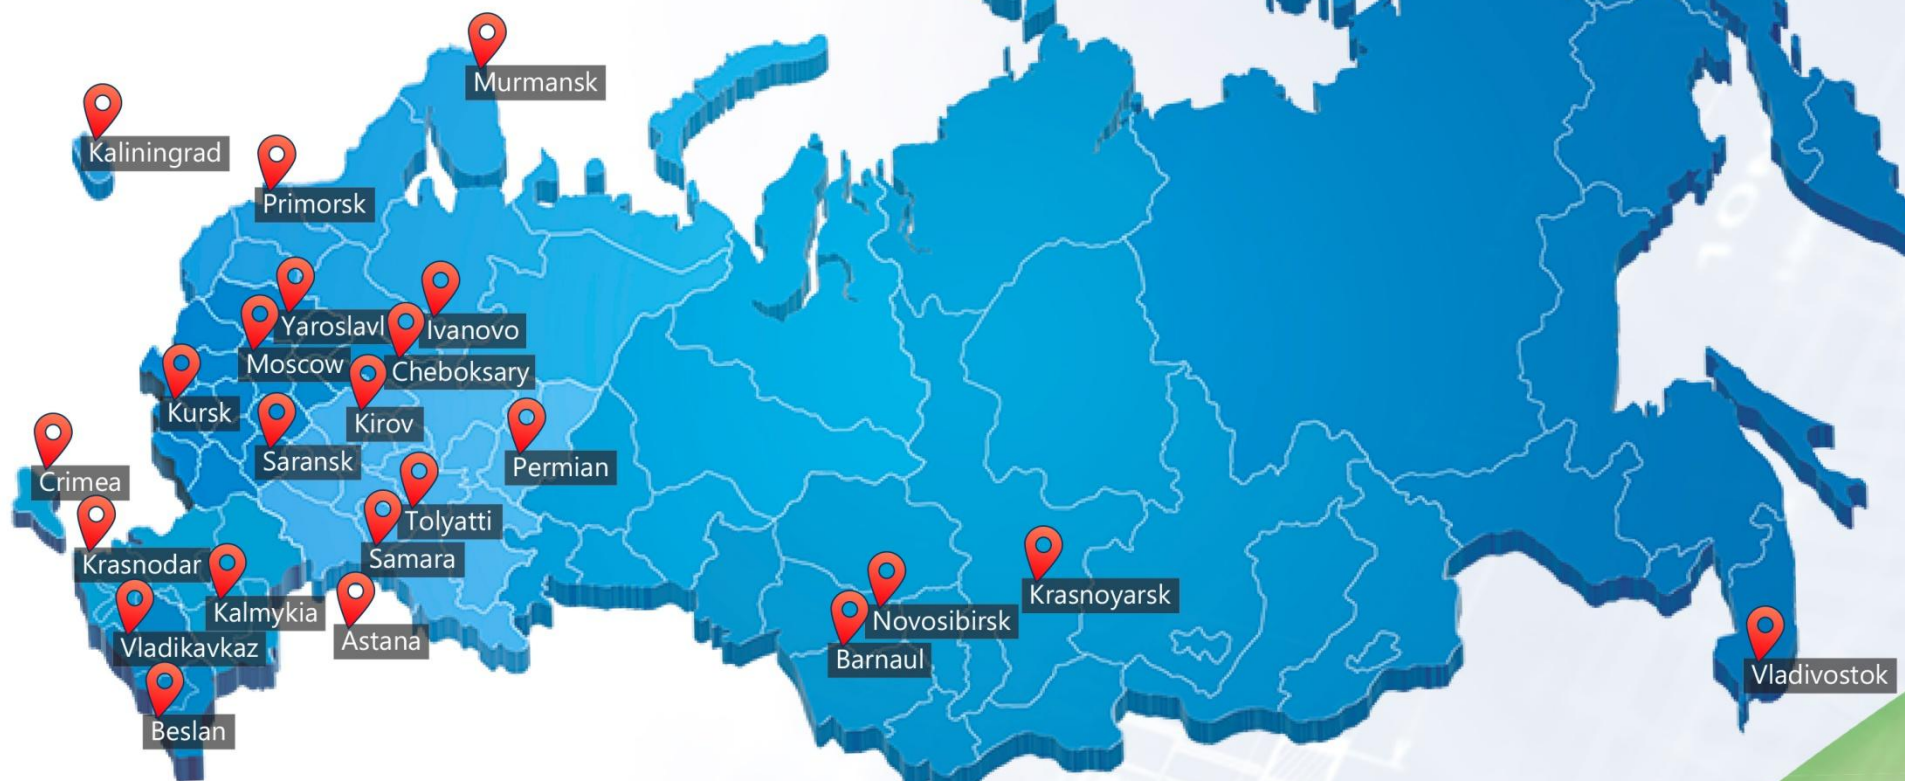 Murmansk
Kaliningrad
Primorsk
Yaroslavl
Ivanovo
Moscow
Cheboksary
Kursk
Kirov
Saransk
Permian
Crimea
Tolyatti
Samara
Krasnodar
Kalmykia
Astana
Vladikavkaz
Beslan
Krasnoyarsk
Novosibirsk
Barnaul
Vladivostok